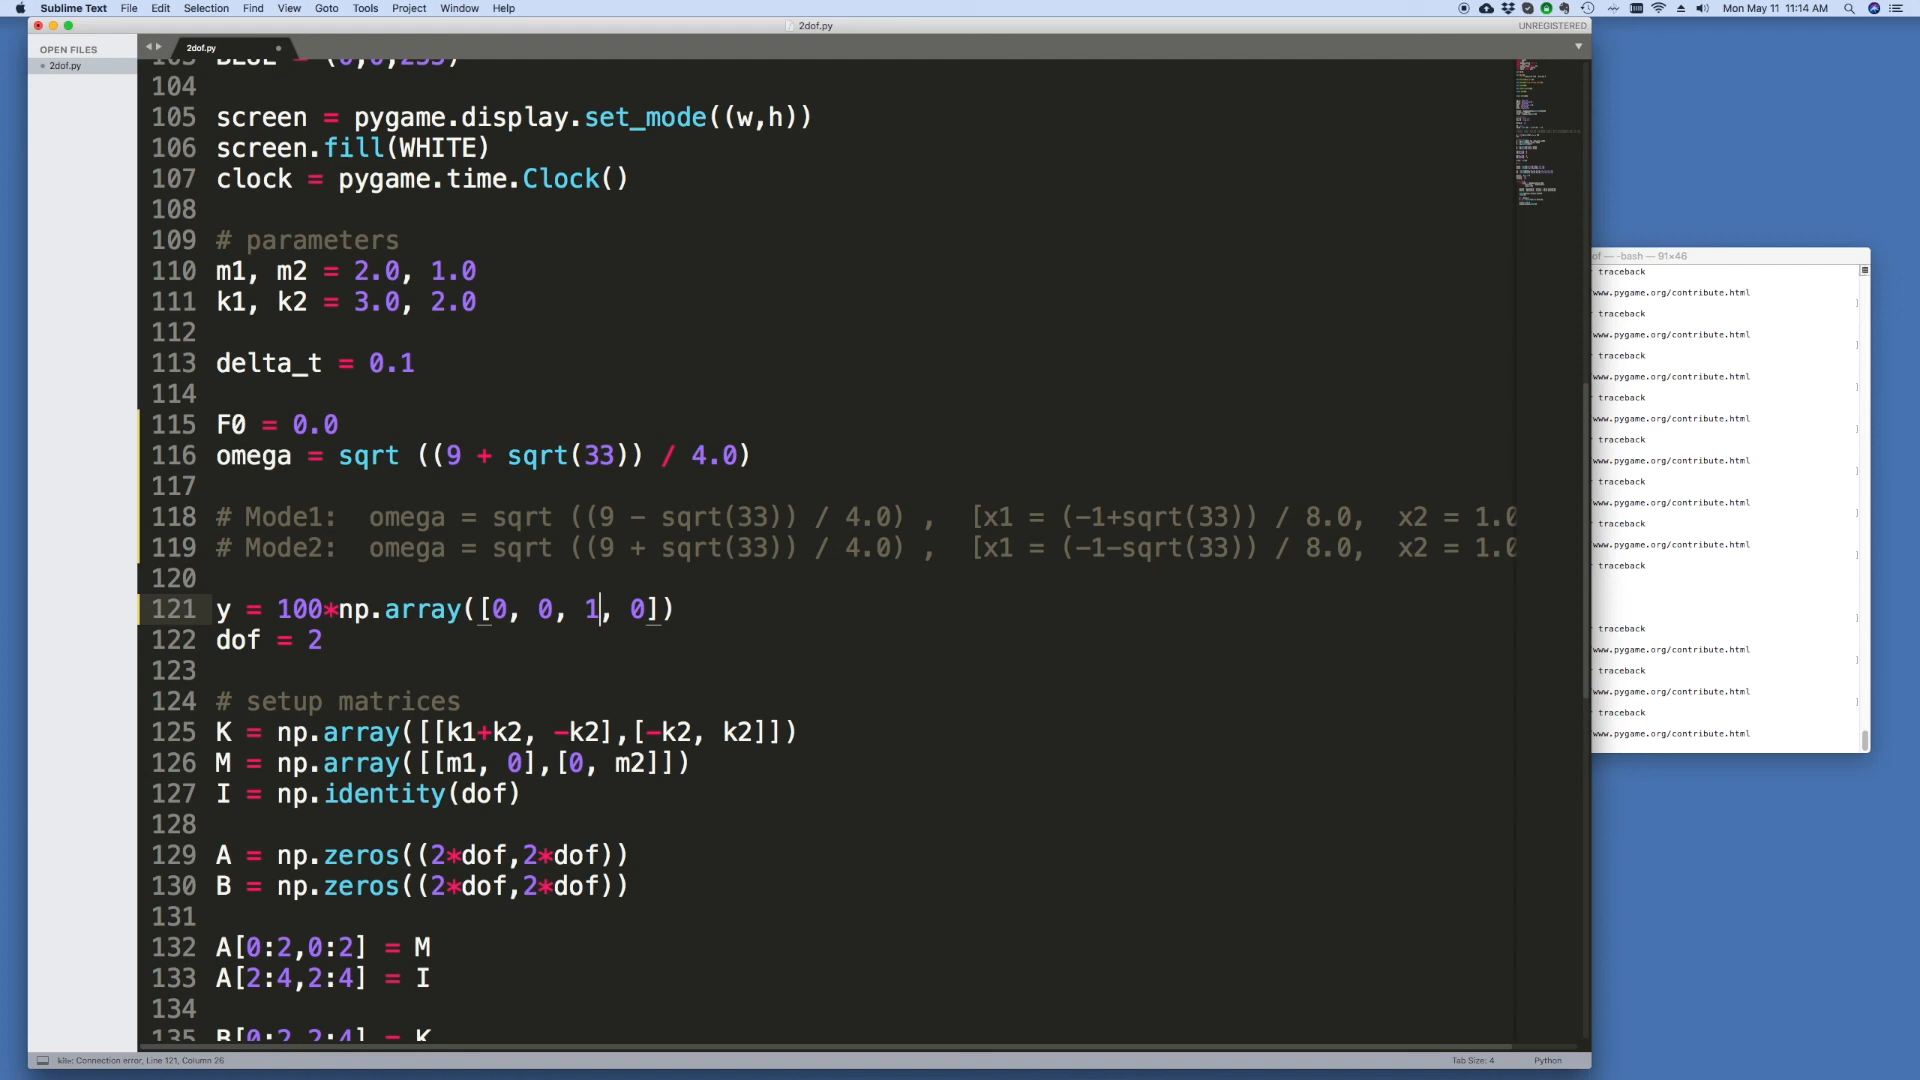 Sublime Text File Edit Selection Find View Goto Tools Project Window Help
Mon May 11 11:14 AM
2dof.py
UNREGISTERED
OPEN FILES
2dof.py
2dof.py
103 BLUE = (0,0,255)
104
105 screen = pygame.display.set_mode((w,h))
106 screen.fill(WHITE)
107 clock = pygame.time.Clock()
108
109 # parameters
110 m1, m2 = 2.0, 1.0
111 k1, k2 = 3.0, 2.0
112
113 delta_t = 0.1
114
115 F0 = 0.0
116 omega = sqrt ((9 + sqrt(33)) / 4.0)
117
118 # Mode1:  omega = sqrt ((9 - sqrt(33)) / 4.0) ,  [x1 = (-1+sqrt(33)) / 8.0,  x2 = 1.0
119 # Mode2:  omega = sqrt ((9 + sqrt(33)) / 4.0) ,  [x1 = (-1-sqrt(33)) / 8.0,  x2 = 1.0
120
121 y = 100*np.array([0, 0, 1, 0])
122 dof = 2
123
124 # setup matrices
125 K = np.array([[k1+k2, -k2],[-k2, k2]])
126 M = np.array([[m1, 0],[0, m2]])
127 I = np.identity(dof)
128
129 A = np.zeros((2*dof,2*dof))
130 B = np.zeros((2*dof,2*dof))
131
132 A[0:2,0:2] = M
133 A[2:4,2:4] = I
134
135 B[0:2,2:4] = K
kite: Connection error, Line 121, Column 26
Tab Size: 4
Python
of — -bash — 91×46
traceback
www.pygame.org/contribute.html
traceback
www.pygame.org/contribute.html
traceback
www.pygame.org/contribute.html
traceback
www.pygame.org/contribute.html
traceback
www.pygame.org/contribute.html
traceback
www.pygame.org/contribute.html
traceback
www.pygame.org/contribute.html
traceback
traceback
www.pygame.org/contribute.html
traceback
www.pygame.org/contribute.html
traceback
www.pygame.org/contribute.html